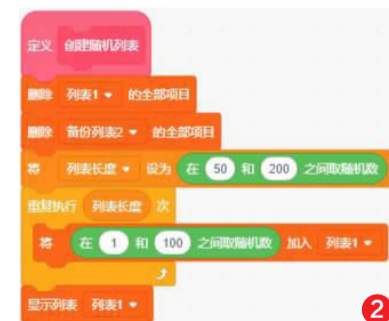 定义 创建随机列表
删除 列表1 的全部项目
删除 备份列表2 的全部项目
将 列表长度 设为 在 50 和 200 之间取随机数
重复执行 列表长度 次
将 在 1 和 100 之间取随机数 加入 列表1
显示列表 列表1
2